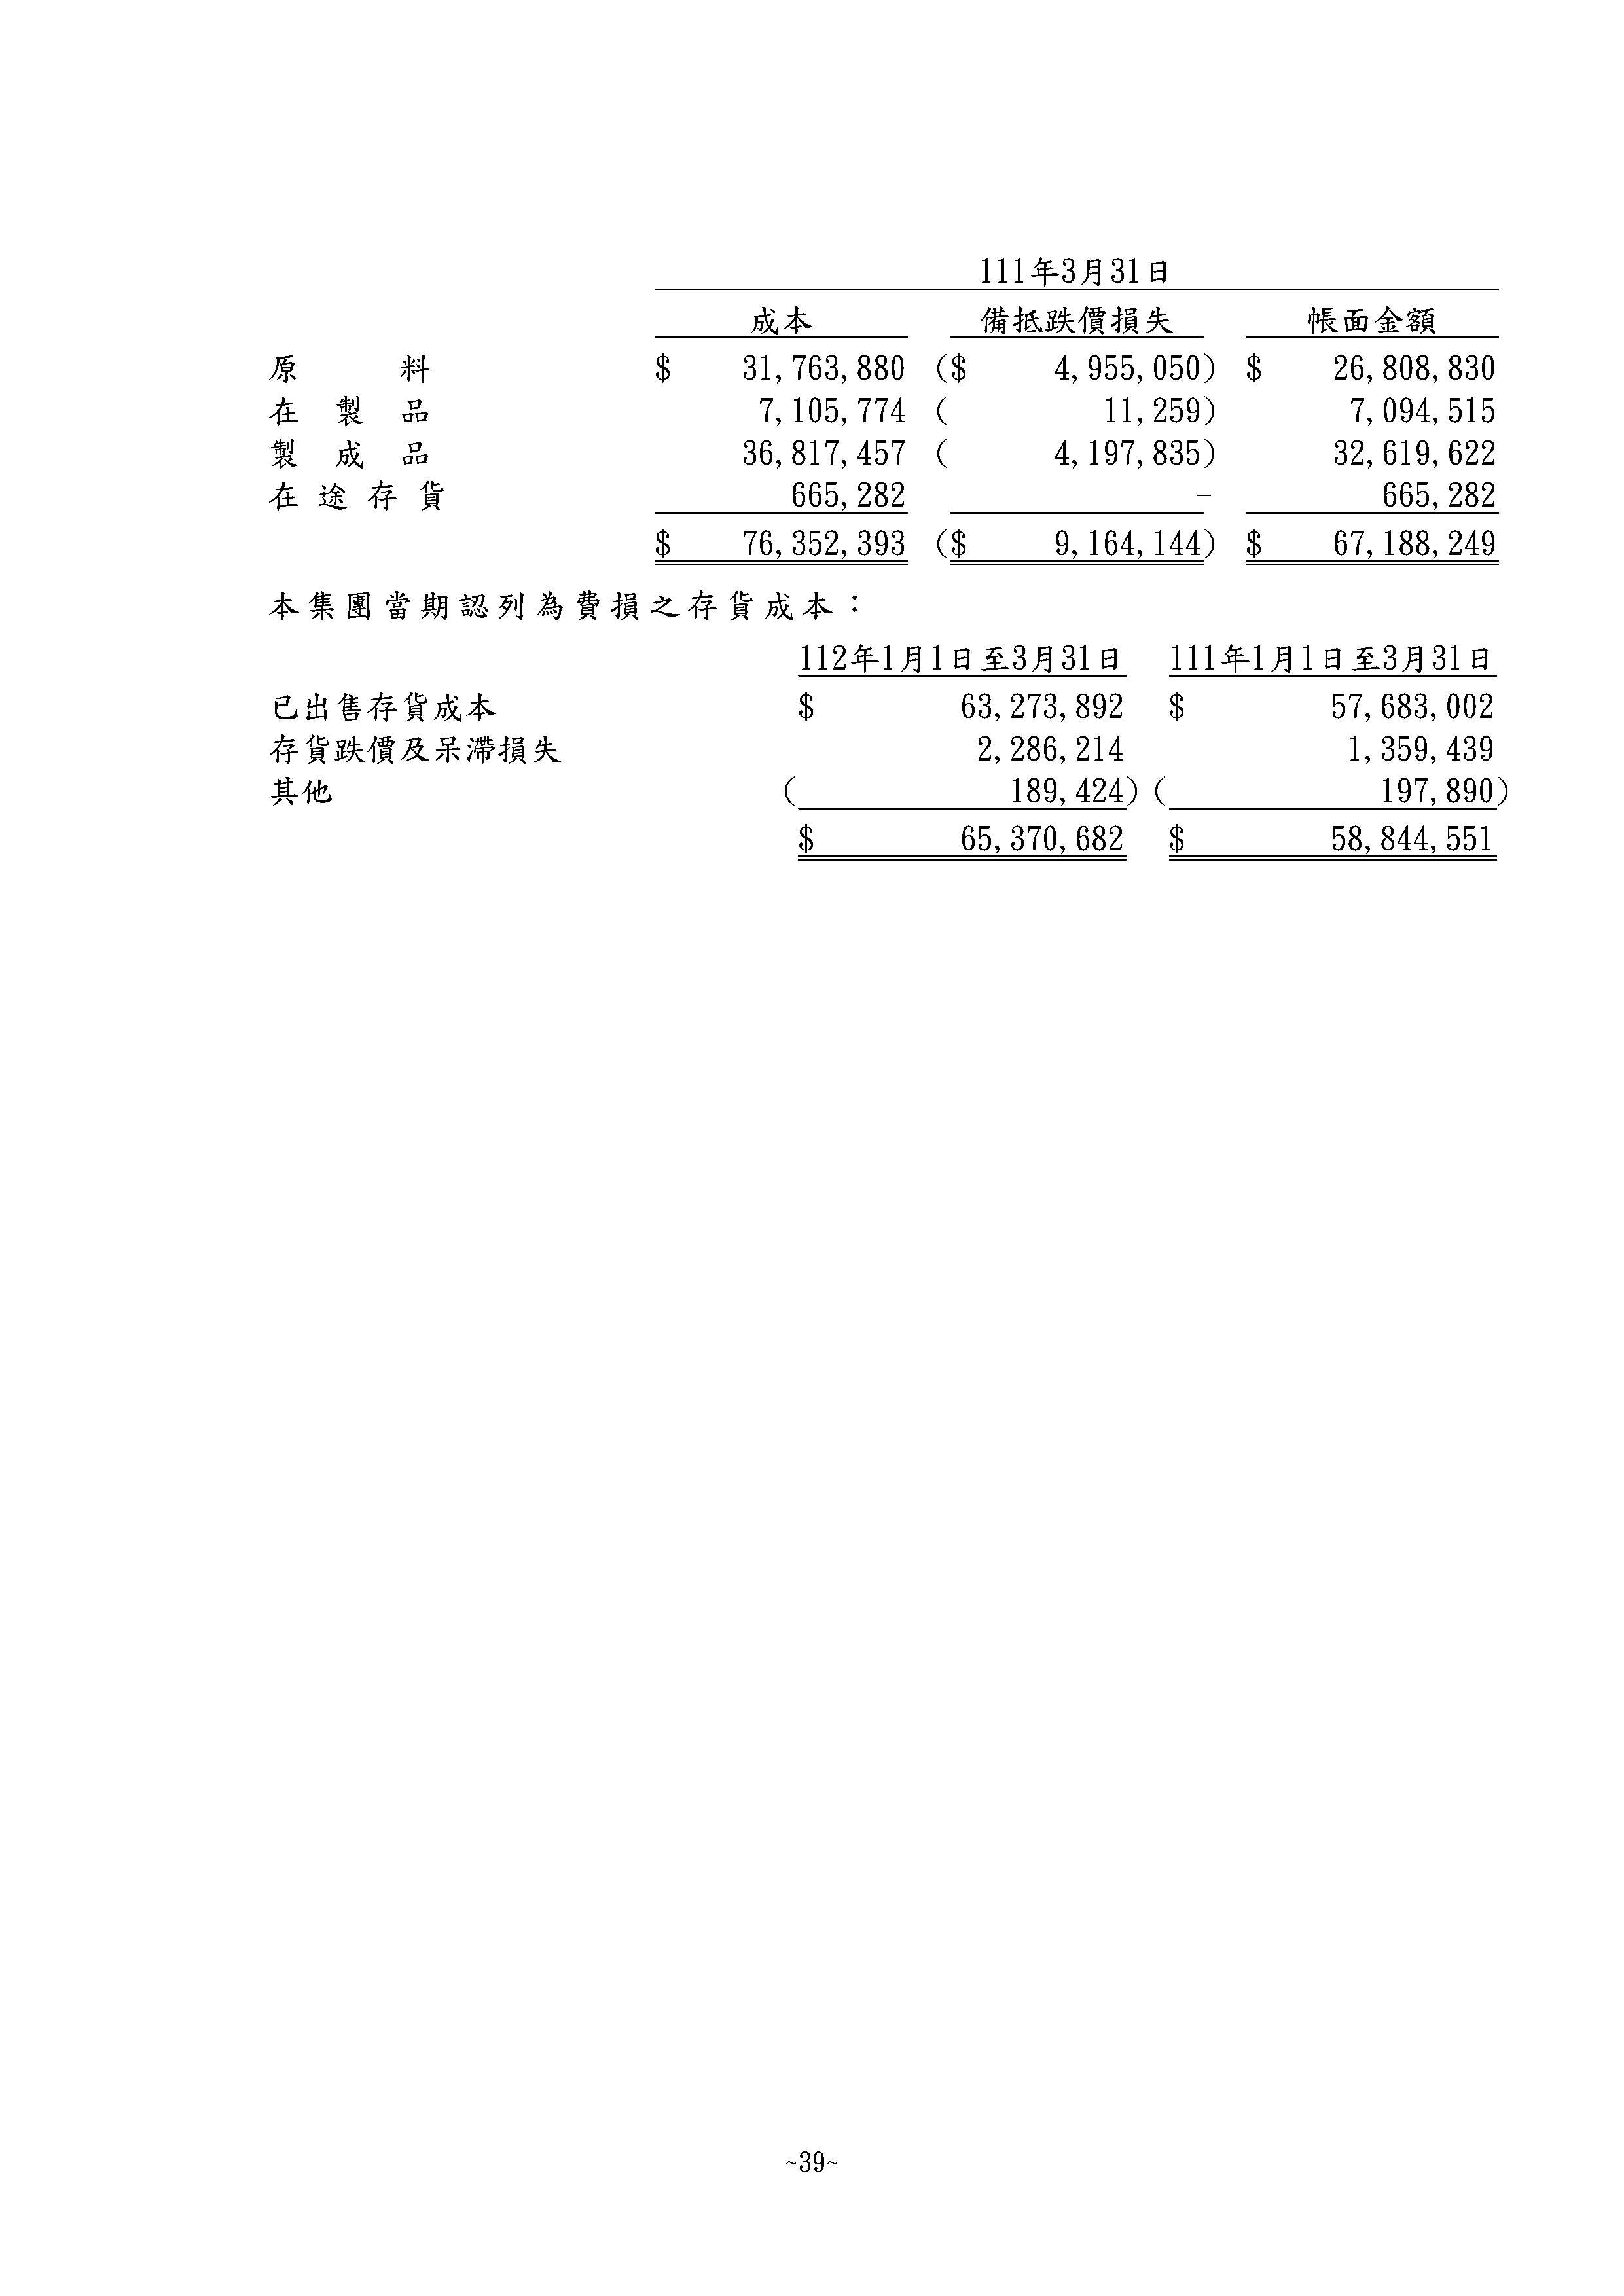 111年3月31日
成本 備抵跌價損失 帳面金額
原料 $ 31,763,880 ($ 4,955,050) $ 26,808,830
在製品 7,105,774 ( 11,259) 7,094,515
製成品 36,817,457 ( 4,197,835) 32,619,622
在途存貨 665,282 - 665,282
$ 76,352,393 ($ 9,164,144) $ 67,188,249
本集團當期認列為費損之存貨成本：
112年1月1日至3月31日 111年1月1日至3月31日
已出售存貨成本 $ 63,273,892 $ 57,683,002
存貨跌價及呆滯損失 2,286,214 1,359,439
其他 ( 189,424) ( 197,890)
$ 65,370,682 $ 58,844,551
~39~